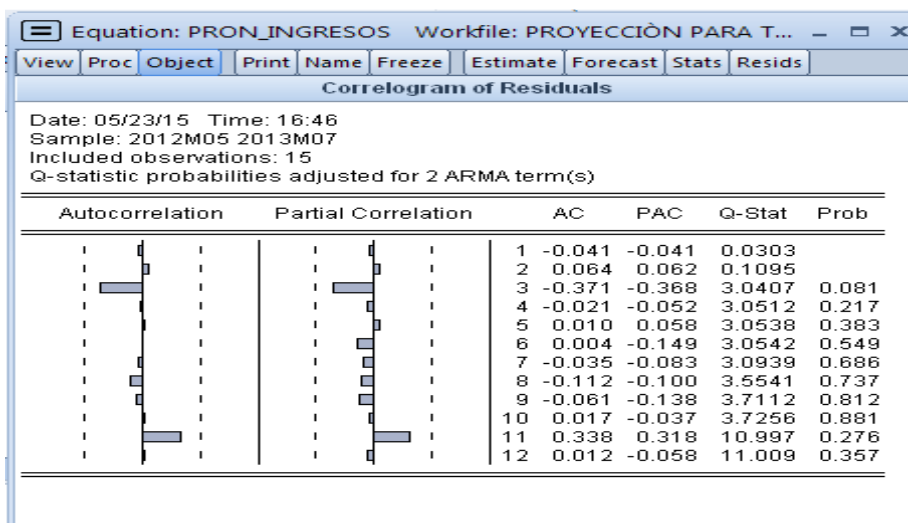 Equation: PRON_INGRESOS Workfile: PROYECCIÒN PARA T...
View Proc Object Print Name Freeze Estimate Forecast Stats Resids
Correlogram of Residuals
Date: 05/23/15 Time: 16:46
Sample: 2012M05 2013M07
Included observations: 15
Q-statistic probabilities adjusted for 2 ARMA term(s)
Autocorrelation Partial Correlation AC PAC Q-Stat Prob
1 -0.041 -0.041 0.0303
2 0.064 0.062 0.1095
3 -0.371 -0.368 3.0407 0.081
4 -0.021 -0.052 3.0512 0.217
5 0.010 0.058 3.0538 0.383
6 0.004 -0.149 3.0542 0.549
7 -0.035 -0.083 3.0939 0.686
8 -0.112 -0.100 3.5541 0.737
9 -0.061 -0.138 3.7112 0.812
10 0.017 -0.037 3.7256 0.881
11 0.338 0.318 10.997 0.276
12 0.012 -0.058 11.009 0.357